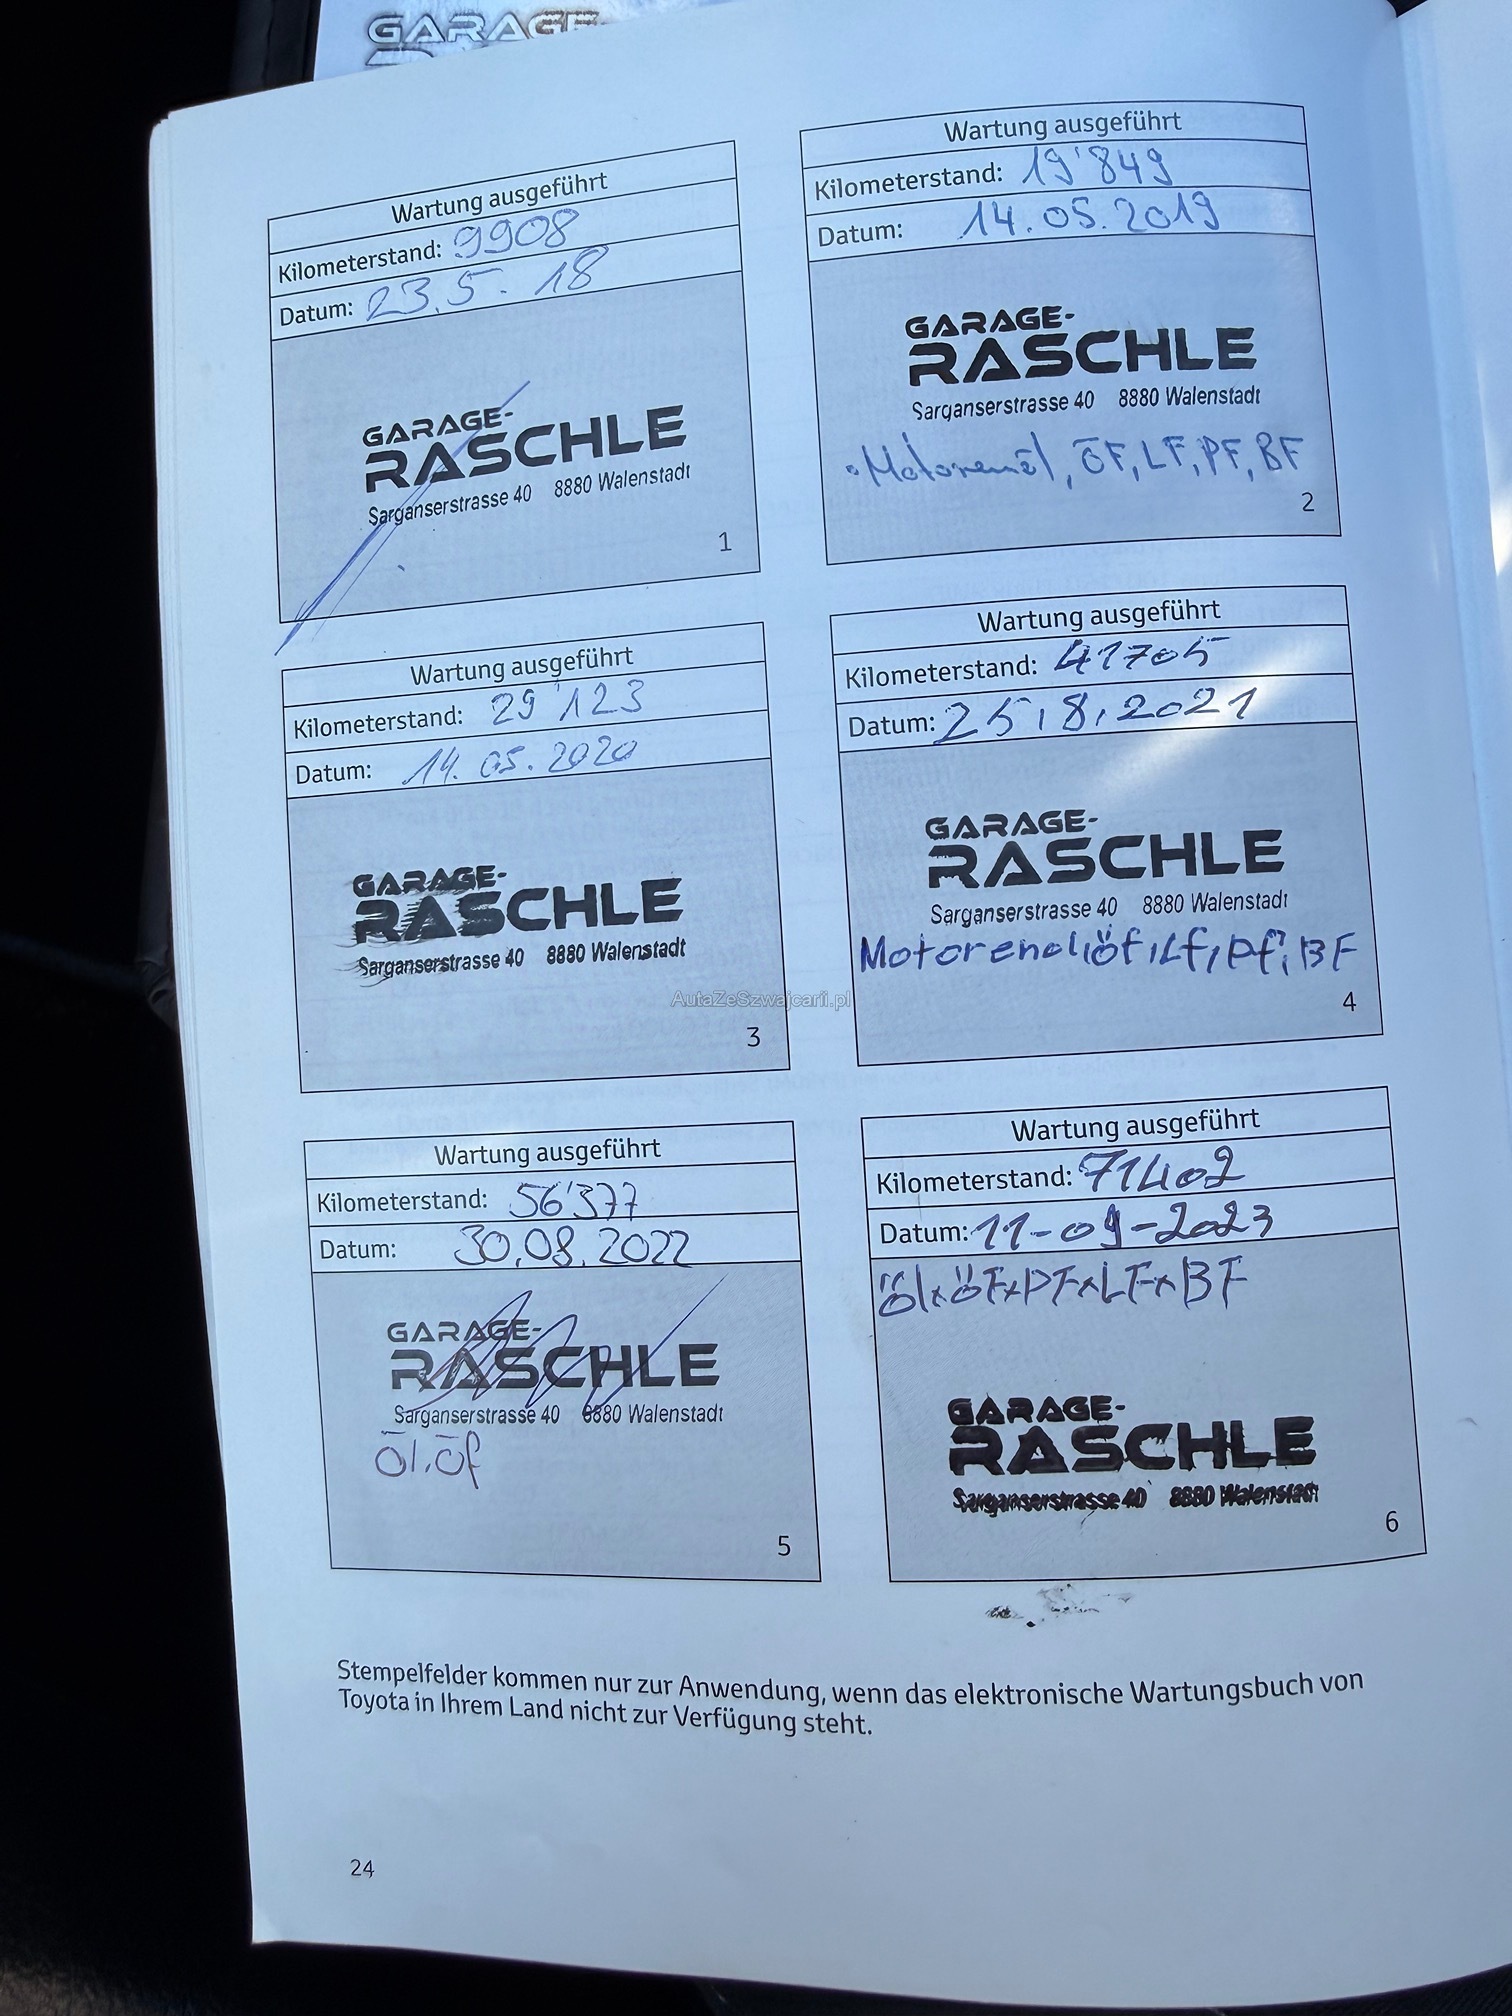 GARAGE
Wartung ausgeführt
Kilometerstand: 9908
Datum: 23.5.18
GARAGE-
RASCHLE
Sarganserstrasse 40 8880 Walenstadt
1
Wartung ausgeführt
Kilometerstand: 19'849
Datum: 14.05.2019
GARAGE-
RASCHLE
Sarganserstrasse 40 8880 Walenstadt
Motorenöl, ÖF, LF, PF, BF
2
Wartung ausgeführt
Kilometerstand: 29'123
Datum: 14.05.2020
GARAGE-
RASCHLE
Sarganserstrasse 40 8880 Walenstadt
3
Wartung ausgeführt
Kilometerstand: 41705
Datum: 25.8.2021
GARAGE-
RASCHLE
Sarganserstrasse 40 8880 Walenstadt
Motorenöl, öf, Lf, Pf, BF
4
AutaZeSzwajcarii.pl
Wartung ausgeführt
Kilometerstand: 56'377
Datum: 30.08.2022
GARAGE-
RASCHLE
Sarganserstrasse 40 8880 Walenstadt
Öl. Öf
5
Wartung ausgeführt
Kilometerstand: 71402
Datum: 11-09-2023
ÖlxÖFxPFxLFxBF
GARAGE-
RASCHLE
Sarganserstrasse 40 8880 Walenstadt
6
Stempelfelder kommen nur zur Anwendung, wenn das elektronische Wartungsbuch von
Toyota in Ihrem Land nicht zur Verfügung steht.
24